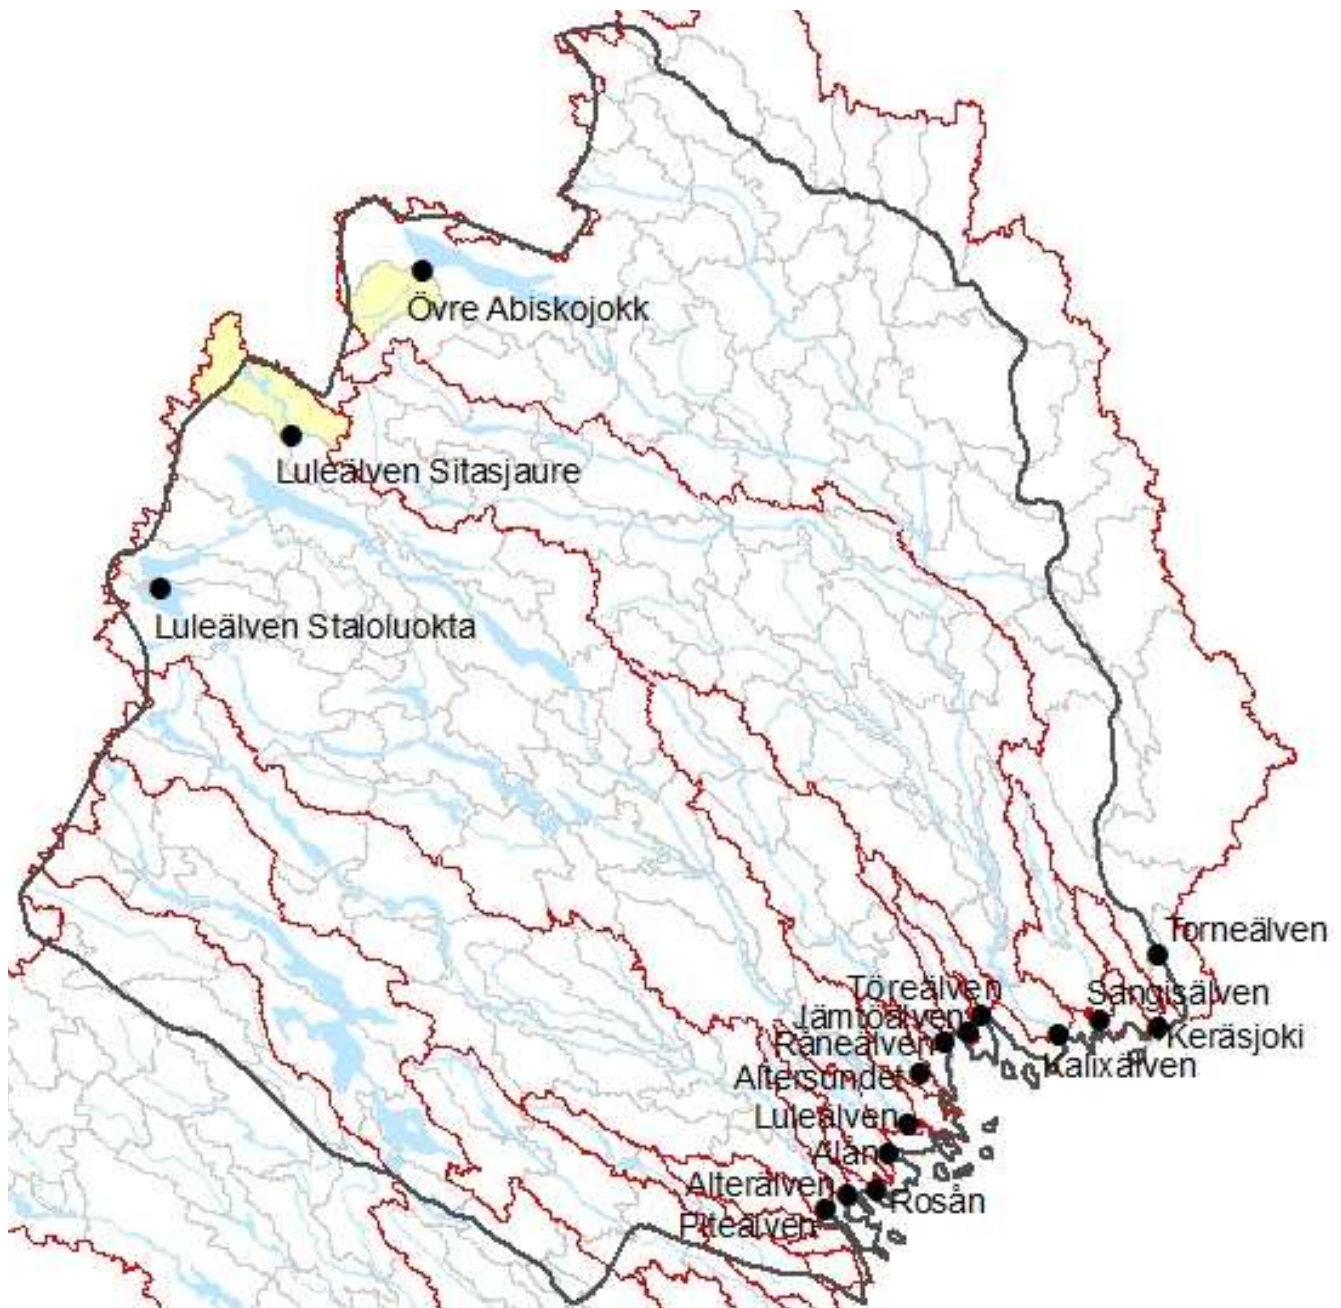 Övre Abiskojokk
Luleälven Sitasjaure
Luleälven Staloluokta
Torneälven
Töreälven
Sangisälven
Jämtöälven
Keräsjoki
Råneälven
Kalixälven
Altersundet
Luleälven
Alån
Alterälven
Rosån
Piteälven